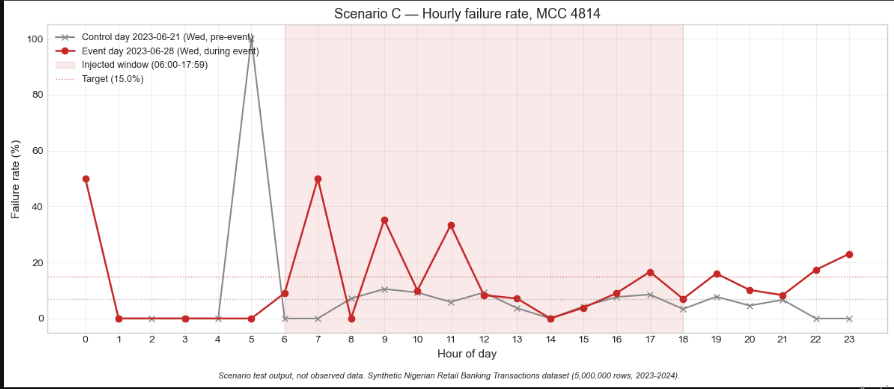 Scenario C — Hourly failure rate, MCC 4814
Control day 2023-06-21 (Wed, pre-event)
Event day 2023-06-28 (Wed, during event)
Injected window (06:00-17:59)
Target (15.0%)
Failure rate (%)
100
80
60
40
20
0
0 1 2 3 4 5 6 7 8 9 10 11 12 13 14 15 16 17 18 19 20 21 22 23
Hour of day
Scenario test output, not observed data. Synthetic Nigerian Retail Banking Transactions dataset (5,000,000 rows, 2023-2024).